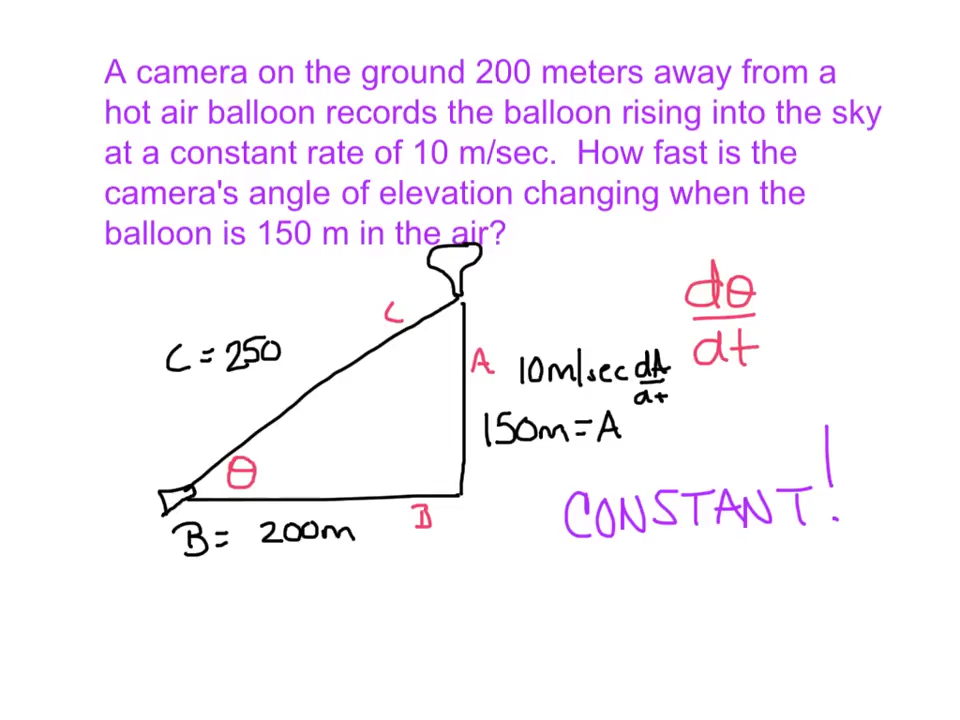 A camera on the ground 200 meters away from a
hot air balloon records the balloon rising into the sky
at a constant rate of 10 m/sec.  How fast is the
camera's angle of elevation changing when the
balloon is 150 m in the air?
dθ
dt
C
C = 250
A
10m/sec dA
dt
150m = A
θ
B
B = 200m
CONSTANT!